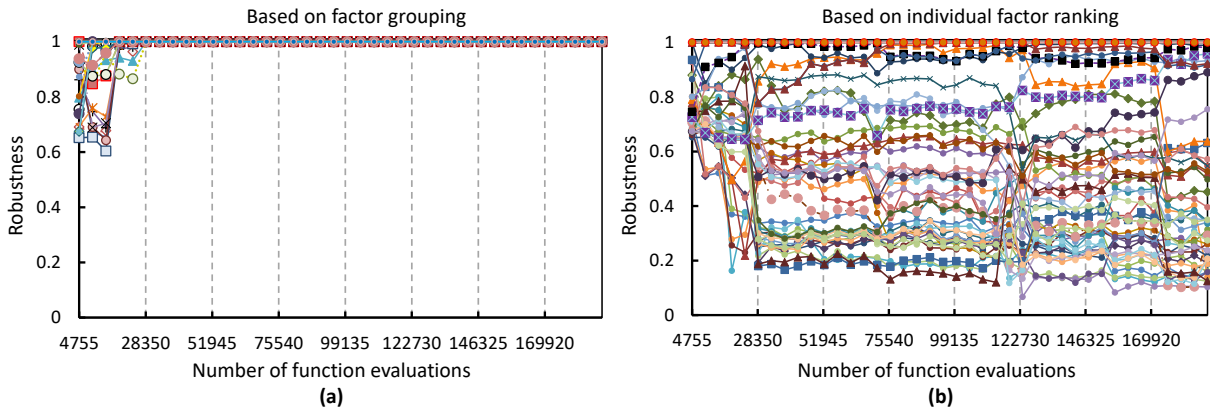 Based on factor grouping
1
0.8
0.6
0.4
0.2
0
Robustness
4755 28350 51945 75540 99135 122730 146325 169920
Number of function evaluations
(a)
Based on individual factor ranking
1
0.8
0.6
0.4
0.2
0
Robustness
4755 28350 51945 75540 99135 122730 146325 169920
Number of function evaluations
(b)